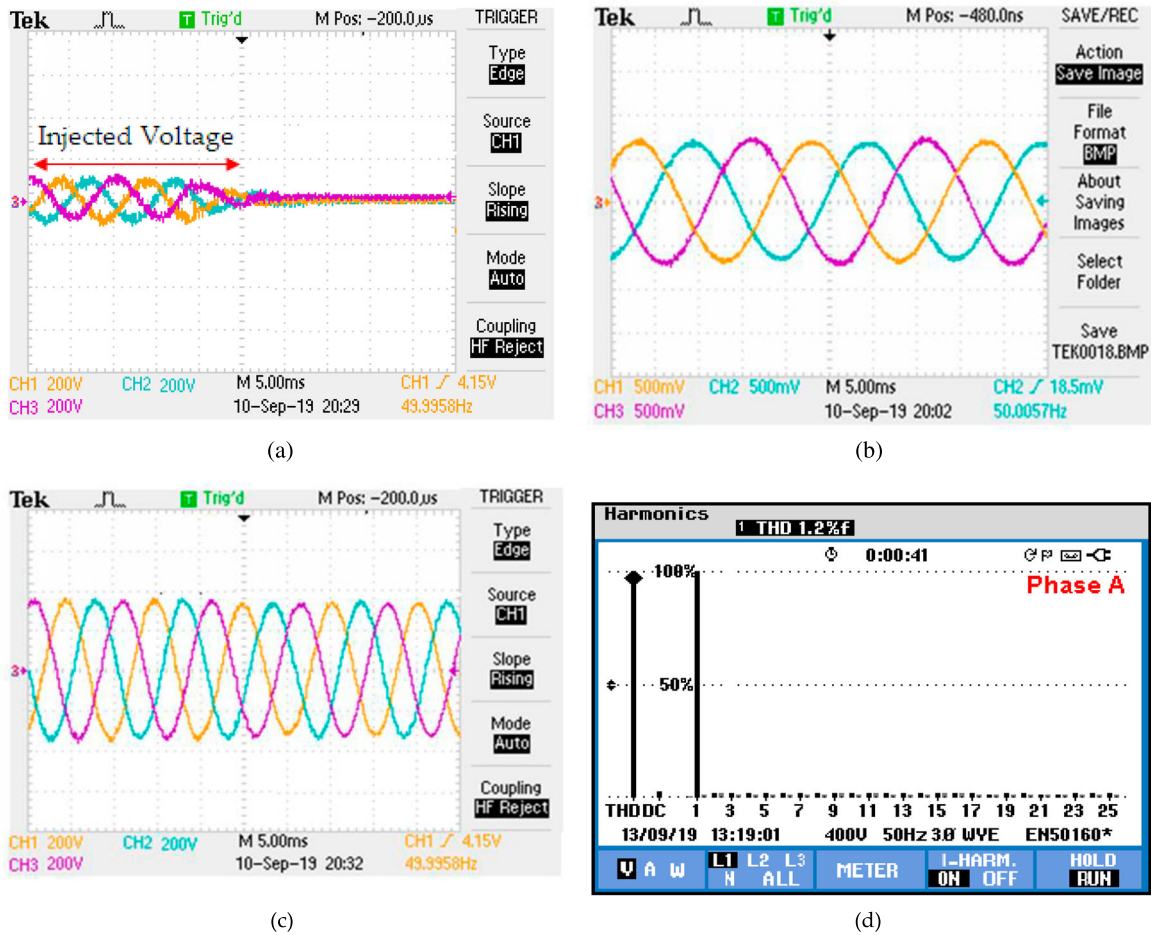 Tek Trig'd M Pos: -200.0µs TRIGGER
Type
Edge
Injected Voltage
Source
CH1
Slope
Rising
3
Mode
Auto
Coupling
HF Reject
CH1 200V CH2 200V M 5.00ms CH1 4.15V
CH3 200V 10-Sep-19 20:29 49.9958Hz
(a)
Tek Trig'd M Pos: -480.0ns SAVE/REC
Action
Save Image
File
Format
BMP
About
Saving
Images
3
Select
Folder
Save
TEK0018.BMP
CH1 500mV CH2 500mV M 5.00ms CH2 18.5mV
CH3 500mV 10-Sep-19 20:02 50.0057Hz
(b)
Tek Trig'd M Pos: -200.0µs TRIGGER
Type
Edge
Source
CH1
Slope
Rising
3
Mode
Auto
Coupling
HF Reject
CH1 200V CH2 200V M 5.00ms CH1 4.15V
CH3 200V 10-Sep-19 20:32 49.9958Hz
(c)
Harmonics
1 THD 1.2%f
0:00:41
100%
Phase A
50%
THD DC 1 3 5 7 9 11 13 15 17 19 21 23 25
13/09/19 13:19:01 400V 50Hz 3Ø WYE EN50160*
V A W L1 L2 L3 N ALL METER I-HARM. ON OFF HOLD RUN
(d)